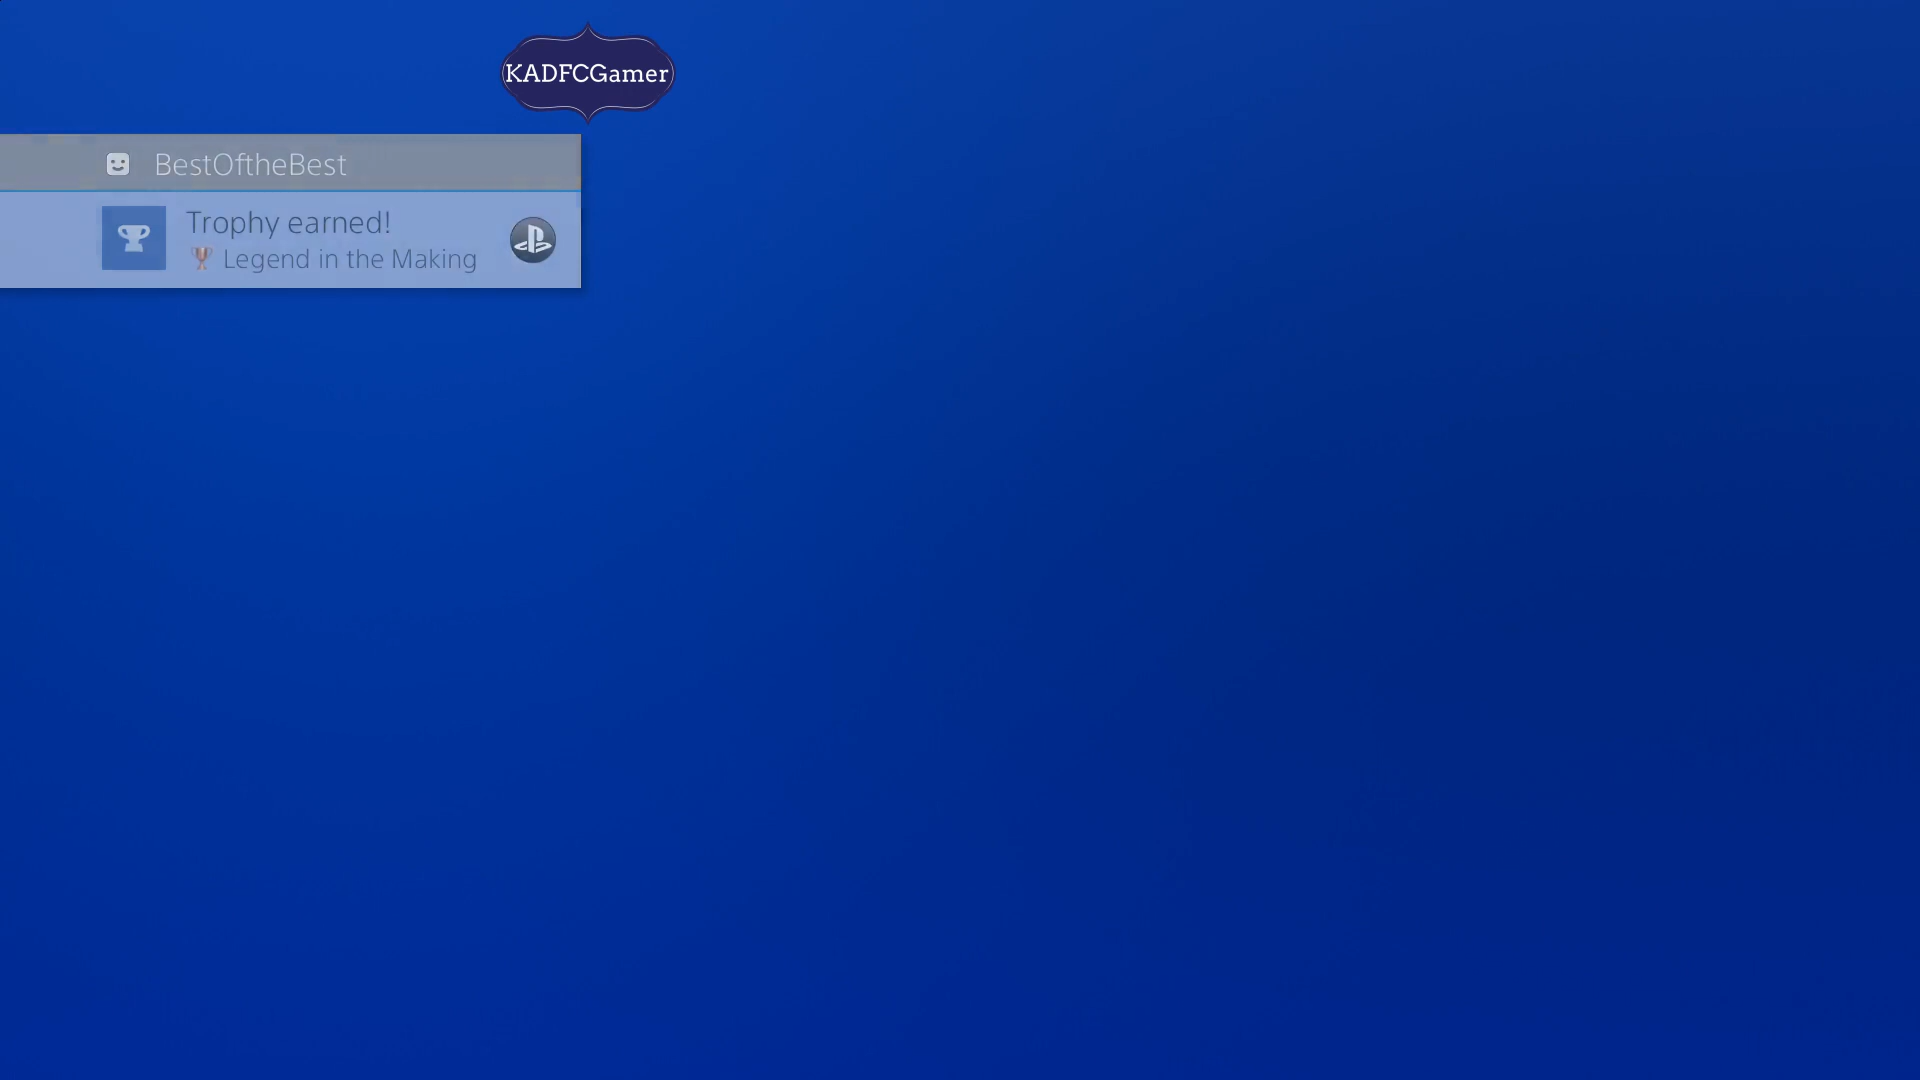 KADFCGamer
BestOftheBest
Trophy earned!
Legend in the Making